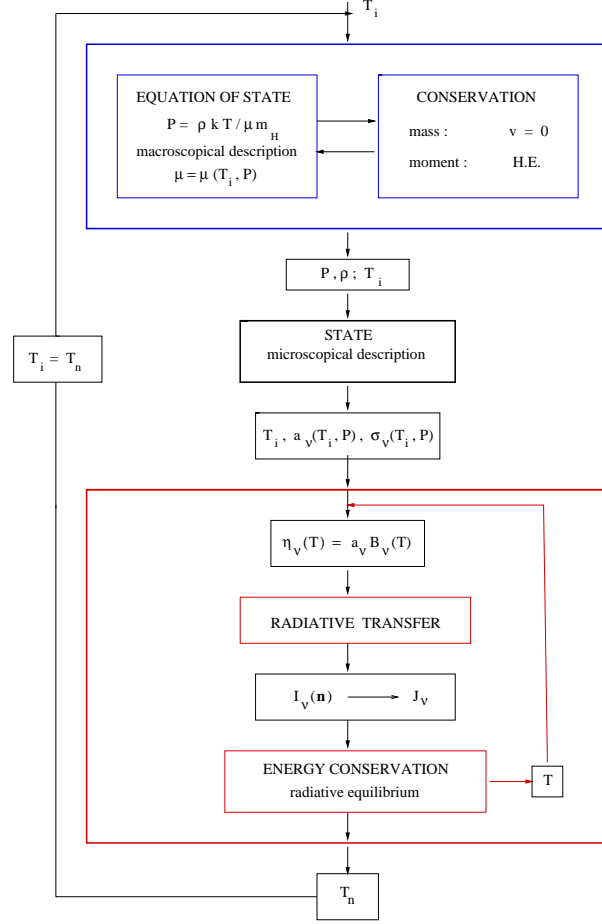 T_i
EQUATION OF STATE
P = ρ k T / μ m_H
macroscopical description
μ = μ (T_i , P)
CONSERVATION
mass : v = 0
moment : H.E.
P , ρ ; T_i
STATE
microscopical description
T_i = T_n
T_i , a_ν(T_i , P) , σ_ν(T_i , P)
η_ν(T) = a_ν B_ν(T)
RADIATIVE TRANSFER
I_ν(n) ⟶ J_ν
ENERGY CONSERVATION
radiative equilibrium
T
T_n